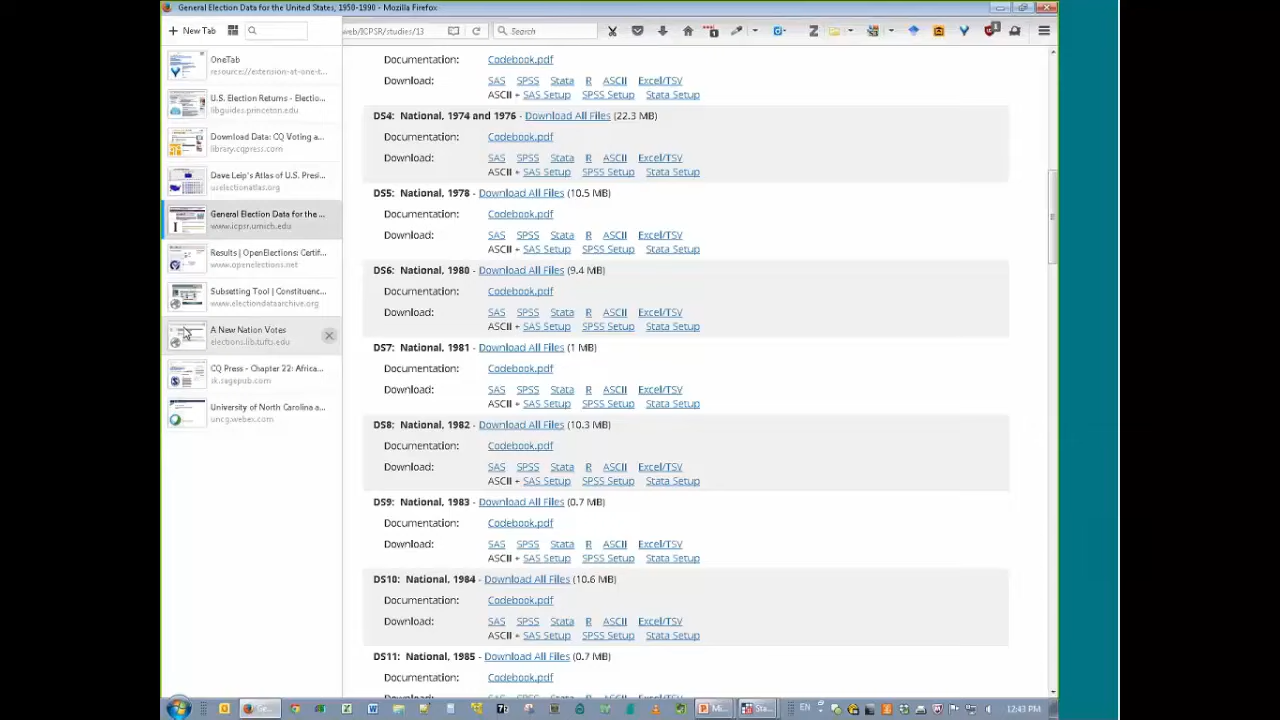 General Election Data for the United States, 1950-1990 - Mozilla Firefox
New Tab
web/ICPSR/studies/13
Search
OneTab
resource://extension-at-one-t...
U.S. Election Returns - Electio...
libguides.princeton.edu
Download Data: CQ Voting a...
library.cqpress.com
Dave Leip's Atlas of U.S. Presi...
uselectionatlas.org
General Election Data for the ...
www.icpsr.umich.edu
Results | OpenElections: Certif...
www.openelections.net
Subsetting Tool | Constituenc...
www.electiondataarchive.org
A New Nation Votes
elections.lib.tufts.edu
CQ Press - Chapter 22: Africa...
sk.sagepub.com
University of North Carolina a...
uncg.webex.com
Documentation: Codebook.pdf
Download: SAS SPSS Stata R ASCII Excel/TSV
ASCII + SAS Setup SPSS Setup Stata Setup
DS4: National, 1974 and 1976 - Download All Files (22.3 MB)
Documentation: Codebook.pdf
Download: SAS SPSS Stata R ASCII Excel/TSV
ASCII + SAS Setup SPSS Setup Stata Setup
DS5: National, 1978 - Download All Files (10.5 MB)
Documentation: Codebook.pdf
Download: SAS SPSS Stata R ASCII Excel/TSV
ASCII + SAS Setup SPSS Setup Stata Setup
DS6: National, 1980 - Download All Files (9.4 MB)
Documentation: Codebook.pdf
Download: SAS SPSS Stata R ASCII Excel/TSV
ASCII + SAS Setup SPSS Setup Stata Setup
DS7: National, 1981 - Download All Files (1 MB)
Documentation: Codebook.pdf
Download: SAS SPSS Stata R ASCII Excel/TSV
ASCII + SAS Setup SPSS Setup Stata Setup
DS8: National, 1982 - Download All Files (10.3 MB)
Documentation: Codebook.pdf
Download: SAS SPSS Stata R ASCII Excel/TSV
ASCII + SAS Setup SPSS Setup Stata Setup
DS9: National, 1983 - Download All Files (0.7 MB)
Documentation: Codebook.pdf
Download: SAS SPSS Stata R ASCII Excel/TSV
ASCII + SAS Setup SPSS Setup Stata Setup
DS10: National, 1984 - Download All Files (10.6 MB)
Documentation: Codebook.pdf
Download: SAS SPSS Stata R ASCII Excel/TSV
ASCII + SAS Setup SPSS Setup Stata Setup
DS11: National, 1985 - Download All Files (0.7 MB)
Documentation: Codebook.pdf
Ge... Mi... Sta... EN 12:43 PM